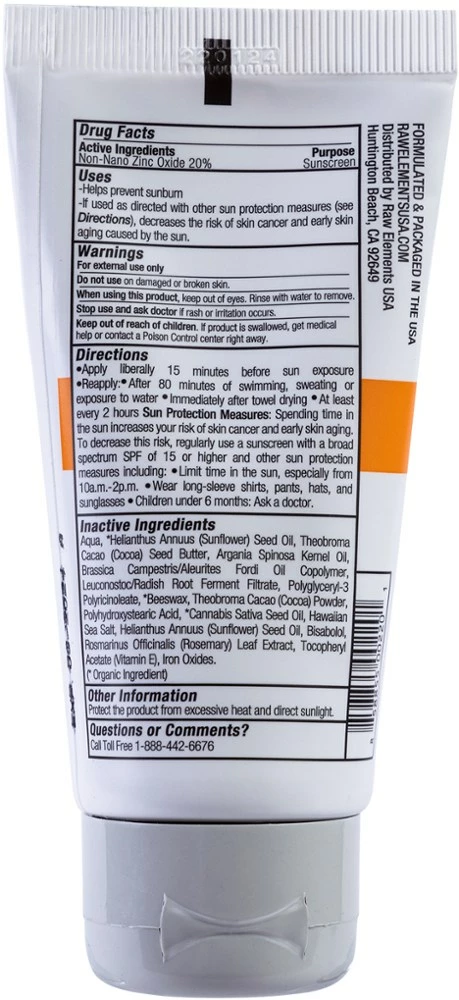 220124
Drug Facts
Active Ingredients Purpose
Non-Nano Zinc Oxide 20% Sunscreen
Uses
-Helps prevent sunburn
-If used as directed with other sun protection measures (see
Directions), decreases the risk of skin cancer and early skin
aging caused by the sun.
Warnings
For external use only
Do not use on damaged or broken skin.
When using this product, keep out of eyes. Rinse with water to remove.
Stop use and ask doctor if rash or irritation occurs.
Keep out of reach of children. If product is swallowed, get medical
help or contact a Poison Control center right away.
Directions
•Apply liberally 15 minutes before sun exposure
•Reapply:•After 80 minutes of swimming, sweating or
exposure to water •Immediately after towel drying •At least
every 2 hours Sun Protection Measures: Spending time in
the sun increases your risk of skin cancer and early skin aging.
To decrease this risk, regularly use a sunscreen with a broad
spectrum SPF of 15 or higher and other sun protection
measures including: •Limit time in the sun, especially from
10a.m.-2p.m. •Wear long-sleeve shirts, pants, hats, and
sunglasses •Children under 6 months: Ask a doctor.
Inactive Ingredients
Aqua, *Helianthus Annuus (Sunflower) Seed Oil, Theobroma
Cacao (Cocoa) Seed Butter, Argania Spinosa Kernel Oil,
Brassica Campestris/Aleurites Fordi Oil Copolymer,
Leuconostoc/Radish Root Ferment Filtrate, Polyglyceryl-3
Polyricinoleate, *Beeswax, Theobroma Cacao (Cocoa) Powder,
Polyhydroxystearic Acid, *Cannabis Sativa Seed Oil, Hawaiian
Sea Salt, Helianthus Annuus (Sunflower) Seed Oil, Bisabolol,
Rosmarinus Officinalis (Rosemary) Leaf Extract, Tocopheryl
Acetate (Vitamin E), Iron Oxides.
(*Organic Ingredient)
Other Information
Protect the product from excessive heat and direct sunlight.
Questions or Comments?
Call Toll Free 1-888-442-6676
FORMULATED & PACKAGED IN THE USA
RAWELEMENTSUSA.COM
Distributed by Raw Elements USA
Huntington Beach, CA 92649